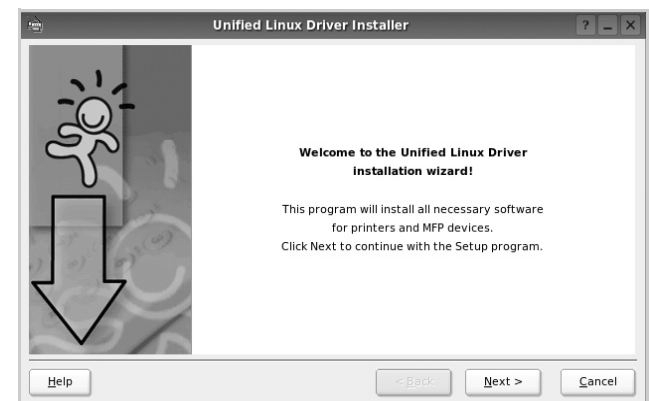 Unified Linux Driver Installer
Welcome to the Unified Linux Driver
installation wizard!
This program will install all necessary software
for printers and MFP devices.
Click Next to continue with the Setup program.
Help
< Back
Next >
Cancel